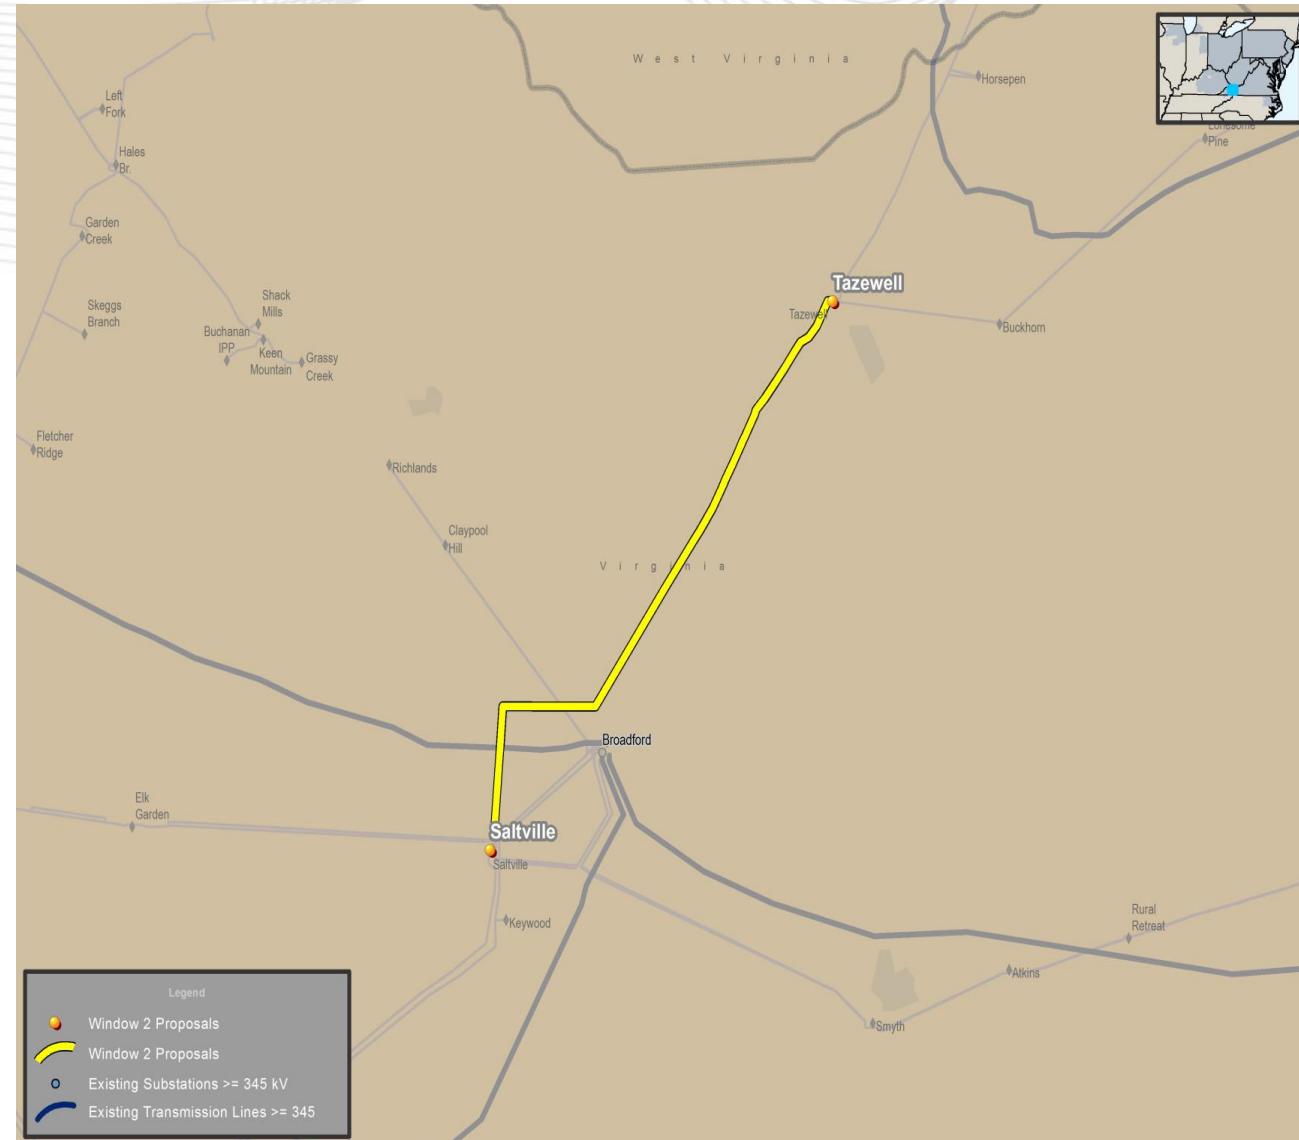 West Virginia
Horsepen
Lonesome
Pine
Left
Fork
Hales
Br.
Garden
Creek
Tazewell
Tazewell
Buckhorn
Skeggs
Branch
Shack
Mills
Buchanan
IPP
Keen
Mountain
Grassy
Creek
Fletcher
Ridge
Richlands
Claypool
Hill
Virginia
Broadford
Elk
Garden
Saltville
Saltville
Keywood
Rural
Retreat
Atkins
Smyth
Legend
Window 2 Proposals
Window 2 Proposals
Existing Substations >= 345 kV
Existing Transmission Lines >= 345